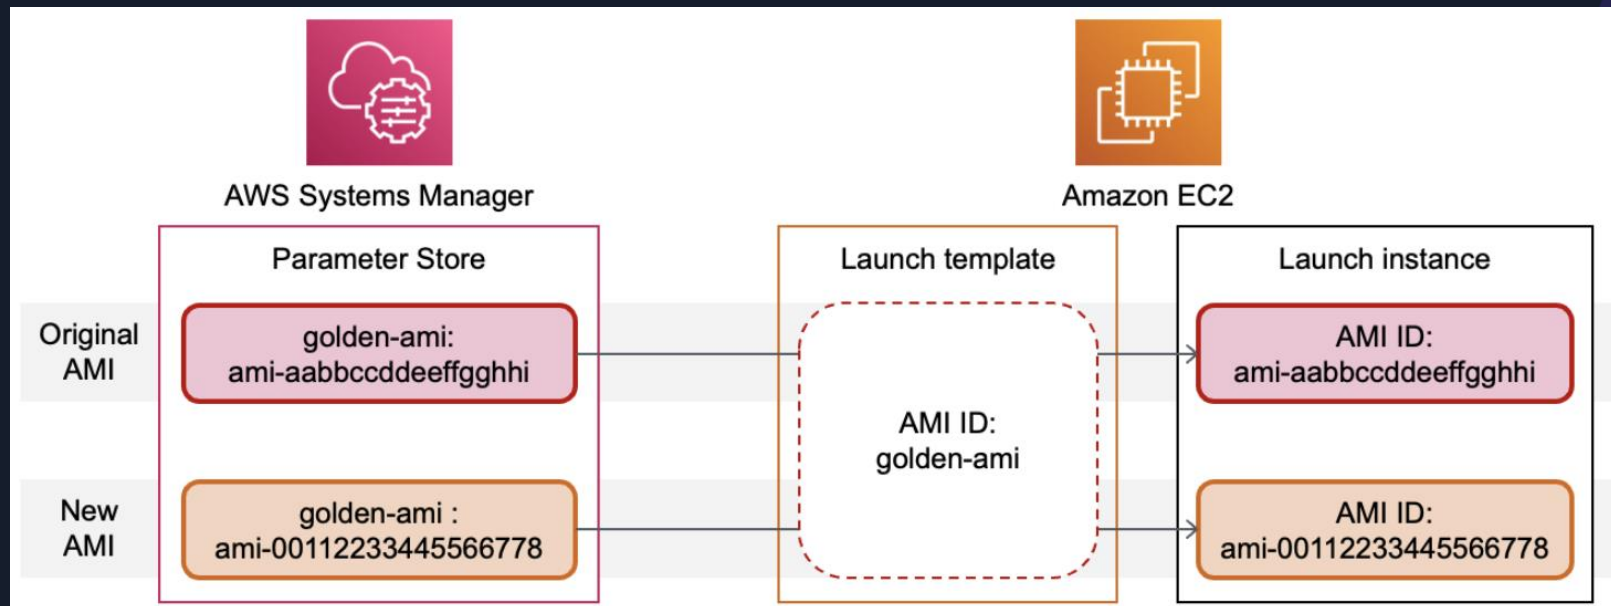 AWS Systems Manager
Amazon EC2
Parameter Store
Launch template
Launch instance
Original
AMI
golden-ami:
ami-aabbccddeeffgghhi
AMI ID:
ami-aabbccddeeffgghhi
AMI ID:
golden-ami
New
AMI
golden-ami :
ami-00112233445566778
AMI ID:
ami-00112233445566778